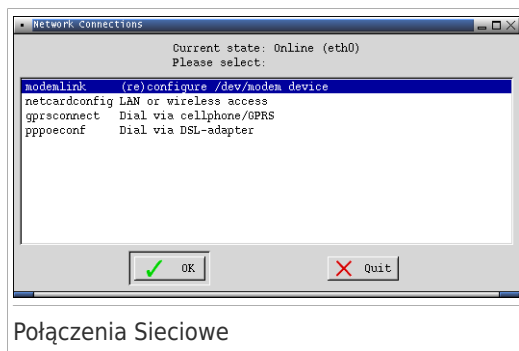 Network Connections
Current state: Online (eth0)
Please select:
modemlink (re)configure /dev/modem device
netcardconfig LAN or wireless access
gprsconnect Dial via cellphone/GPRS
pppoeconf Dial via DSL-adapter
OK Quit
Połączenia Sieciowe